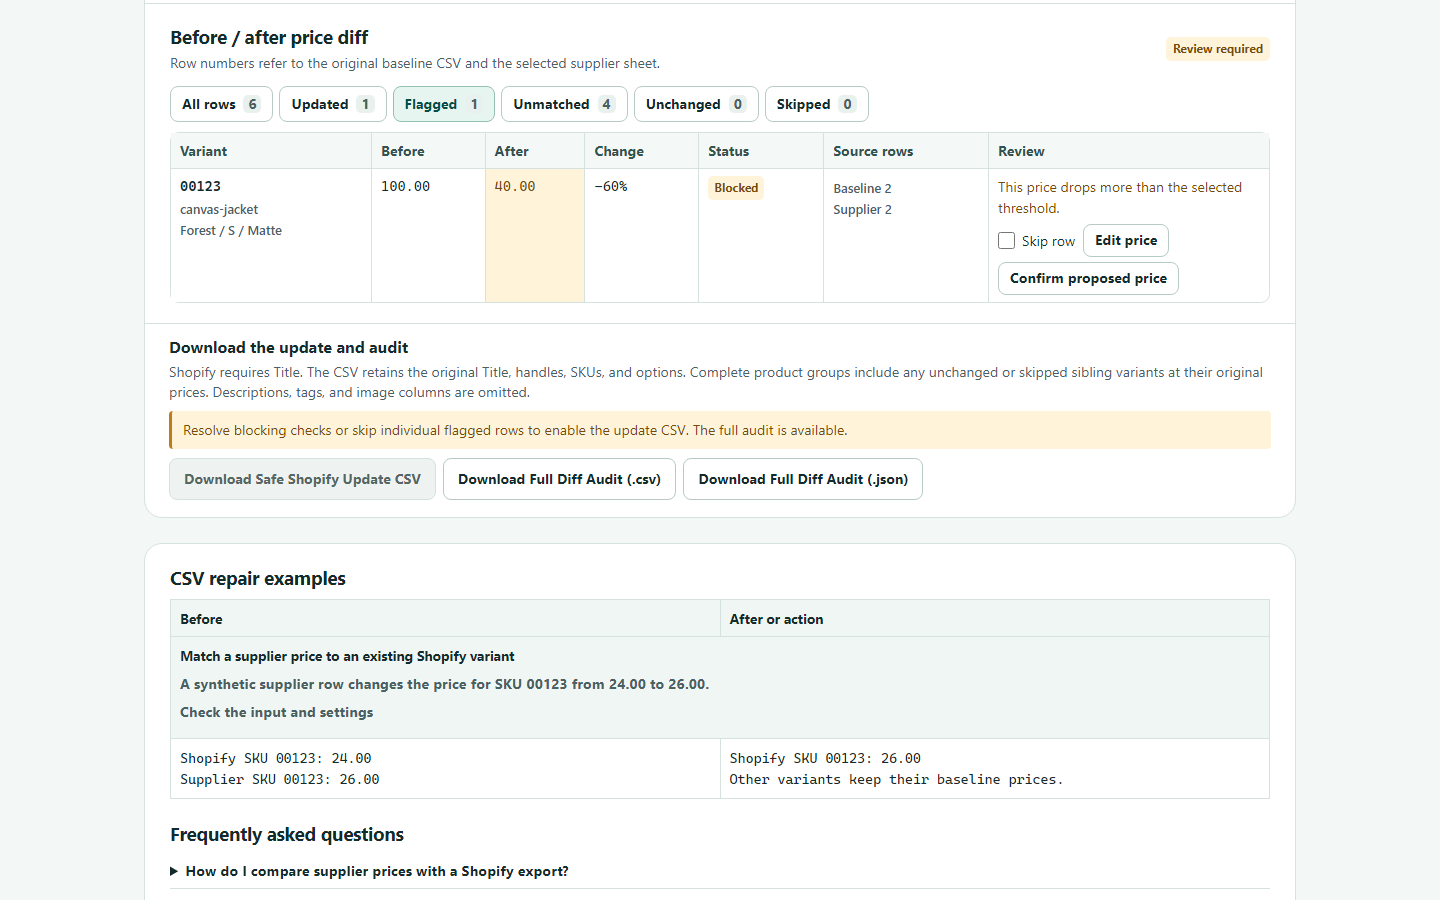 Before / after price diff
Row numbers refer to the original baseline CSV and the selected supplier sheet.
Review required
All rows 6
Updated 1
Flagged 1
Unmatched 4
Unchanged 0
Skipped 0
Variant
Before
After
Change
Status
Source rows
Review
00123
canvas-jacket
Forest / S / Matte
100.00
40.00
−60%
Blocked
Baseline 2
Supplier 2
This price drops more than the selected
threshold.
Skip row
Edit price
Confirm proposed price
Download the update and audit
Shopify requires Title. The CSV retains the original Title, handles, SKUs, and options. Complete product groups include any unchanged or skipped sibling variants at their original
prices. Descriptions, tags, and image columns are omitted.
Resolve blocking checks or skip individual flagged rows to enable the update CSV. The full audit is available.
Download Safe Shopify Update CSV
Download Full Diff Audit (.csv)
Download Full Diff Audit (.json)
CSV repair examples
Before
After or action
Match a supplier price to an existing Shopify variant
A synthetic supplier row changes the price for SKU 00123 from 24.00 to 26.00.
Check the input and settings
Shopify SKU 00123: 24.00
Supplier SKU 00123: 26.00
Shopify SKU 00123: 26.00
Other variants keep their baseline prices.
Frequently asked questions
How do I compare supplier prices with a Shopify export?